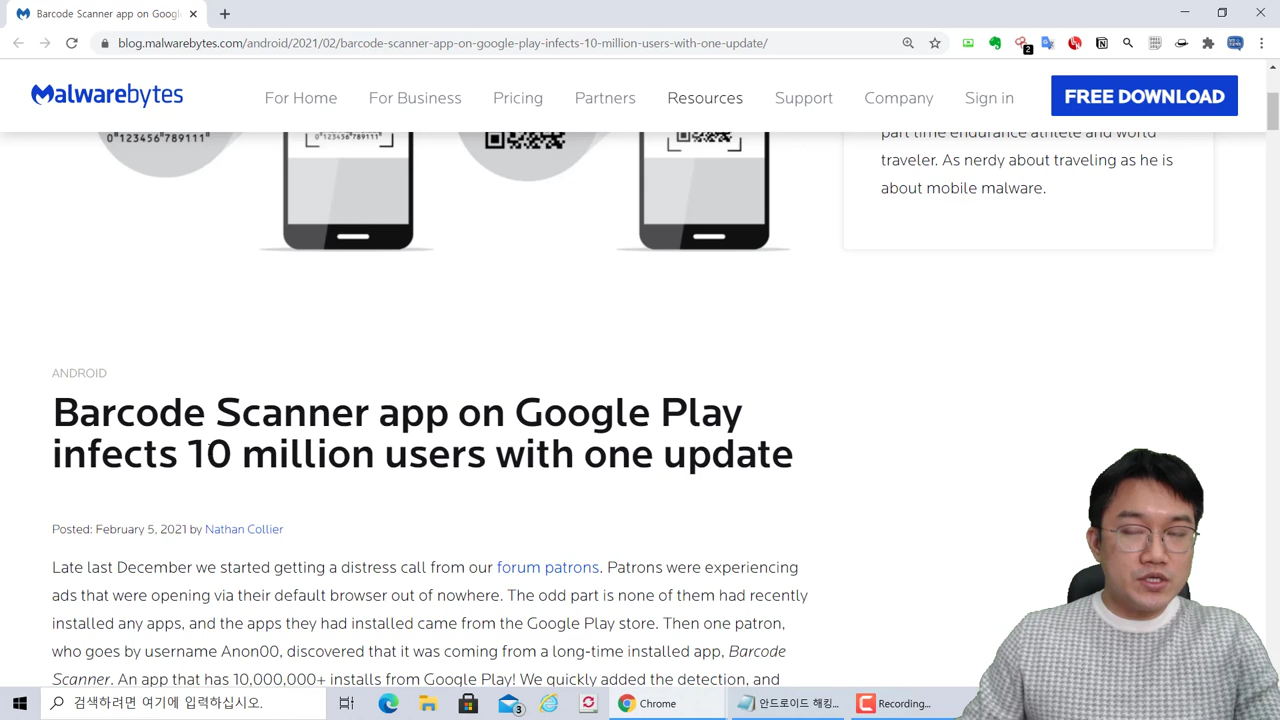 Barcode Scanner app on Googl
blog.malwarebytes.com/android/2021/02/barcode-scanner-app-on-google-play-infects-10-million-users-with-one-update/
2
Malwarebytes
For Home
For Business
Pricing
Partners
Resources
Support
Company
Sign in
FREE DOWNLOAD
0"123456"789111"
0"123456"789111"
part time endurance athlete and world
traveler. As nerdy about traveling as he is
about mobile malware.
ANDROID
Barcode Scanner app on Google Play
infects 10 million users with one update
Posted: February 5, 2021 by Nathan Collier
Late last December we started getting a distress call from our forum patrons. Patrons were experiencing
ads that were opening via their default browser out of nowhere. The odd part is none of them had recently
installed any apps, and the apps they had installed came from the Google Play store. Then one patron,
who goes by username Anon00, discovered that it was coming from a long-time installed app, Barcode
Scanner. An app that has 10,000,000+ installs from Google Play! We quickly added the detection, and
검색하려면 여기에 입력하십시오.
3
Chrome
안드로이드 해킹...
Recording...